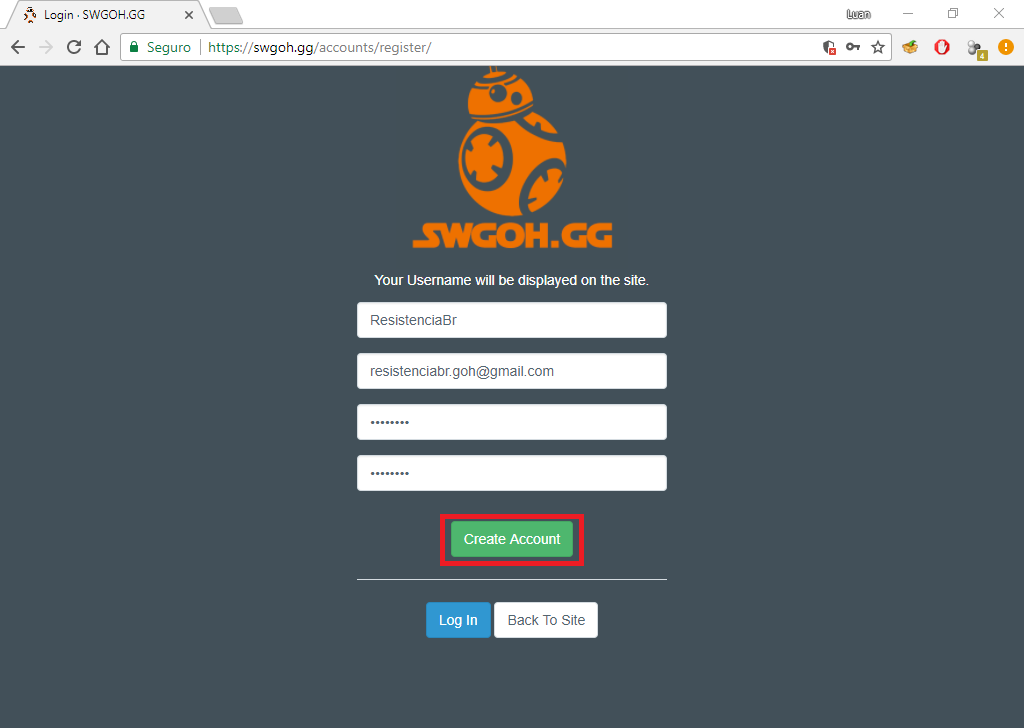 Login · SWGOH.GG
Luan
Seguro
https://swgoh.gg/accounts/register/
4
SWGOH.GG
Your Username will be displayed on the site.
ResistenciaBr
resistenciabr.goh@gmail.com
••••••••
••••••••
Create Account
Log In
Back To Site